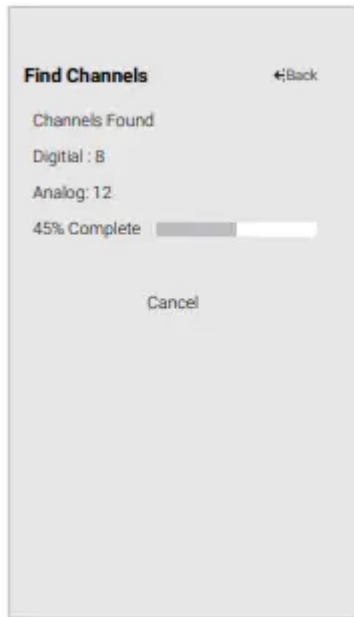 Find Channels
Back
Channels Found
Digitial : 8
Analog: 12
45% Complete
Cancel